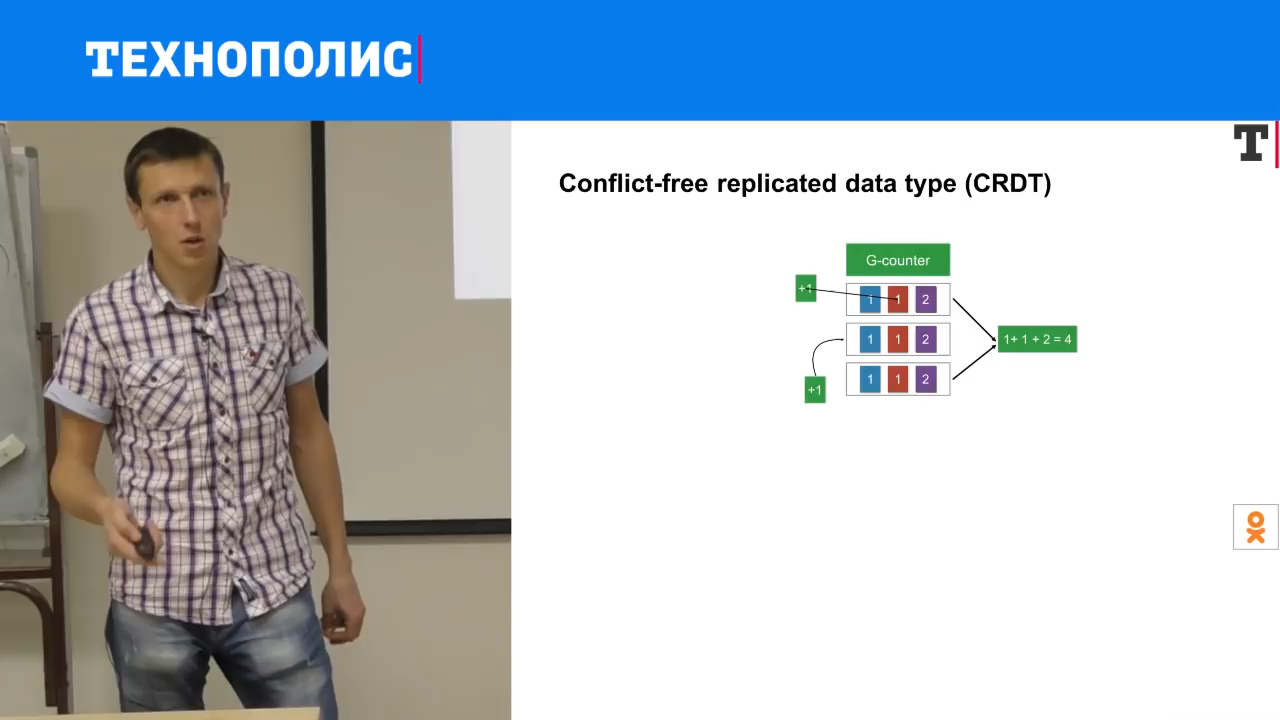 ТЕХНОПОЛИС
T
Conflict-free replicated data type (CRDT)
G-counter
+1
1 1 2
1 1 2
1+ 1 + 2 = 4
1 1 2
+1